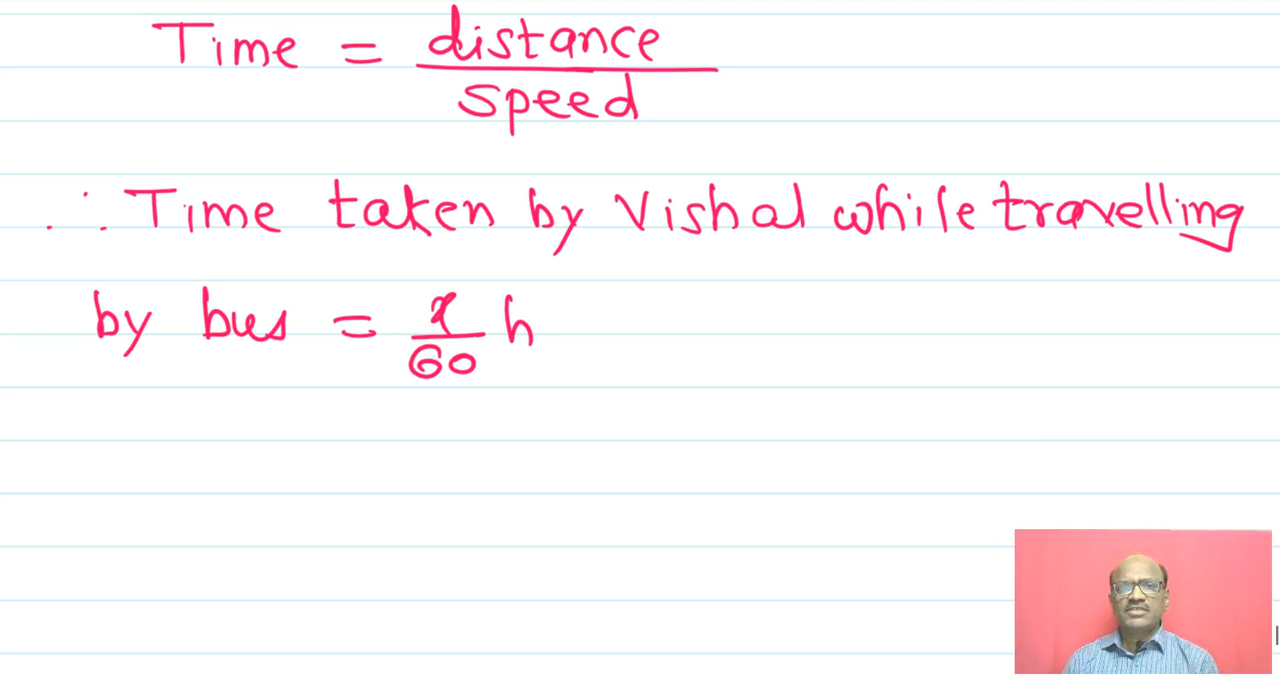 Time = distance / speed
∴ Time taken by Vishal while travelling
by bus = x/60 h